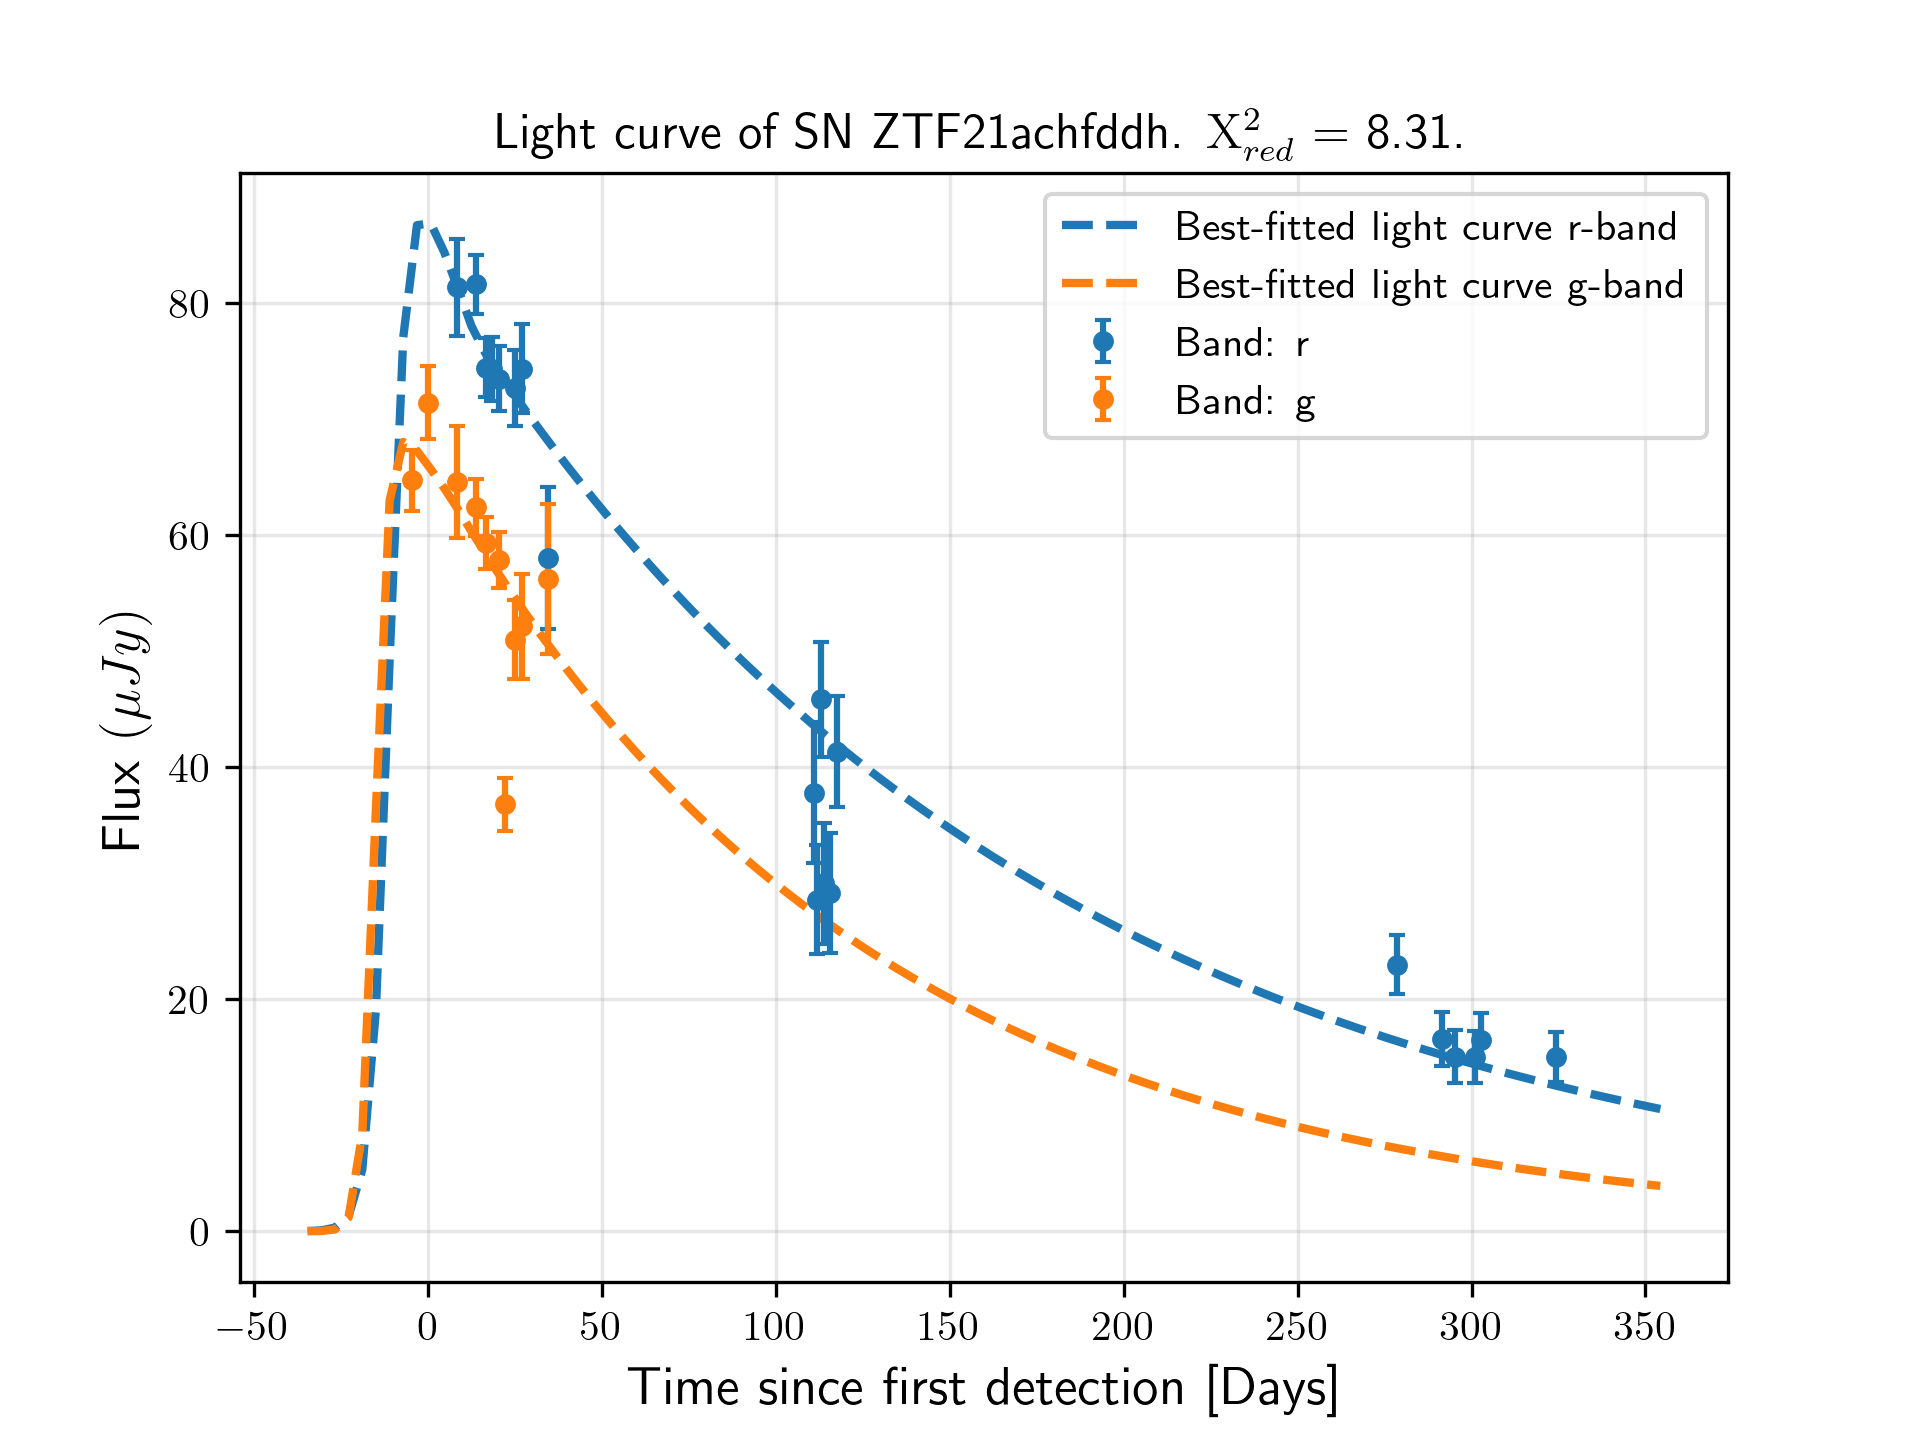 Light curve of SN ZTF21achfddh. X²_red = 8.31.
Best-fitted light curve r-band
Best-fitted light curve g-band
Band: r
Band: g
Flux (μJy)
80
60
40
20
0
−50 0 50 100 150 200 250 300 350
Time since first detection [Days]